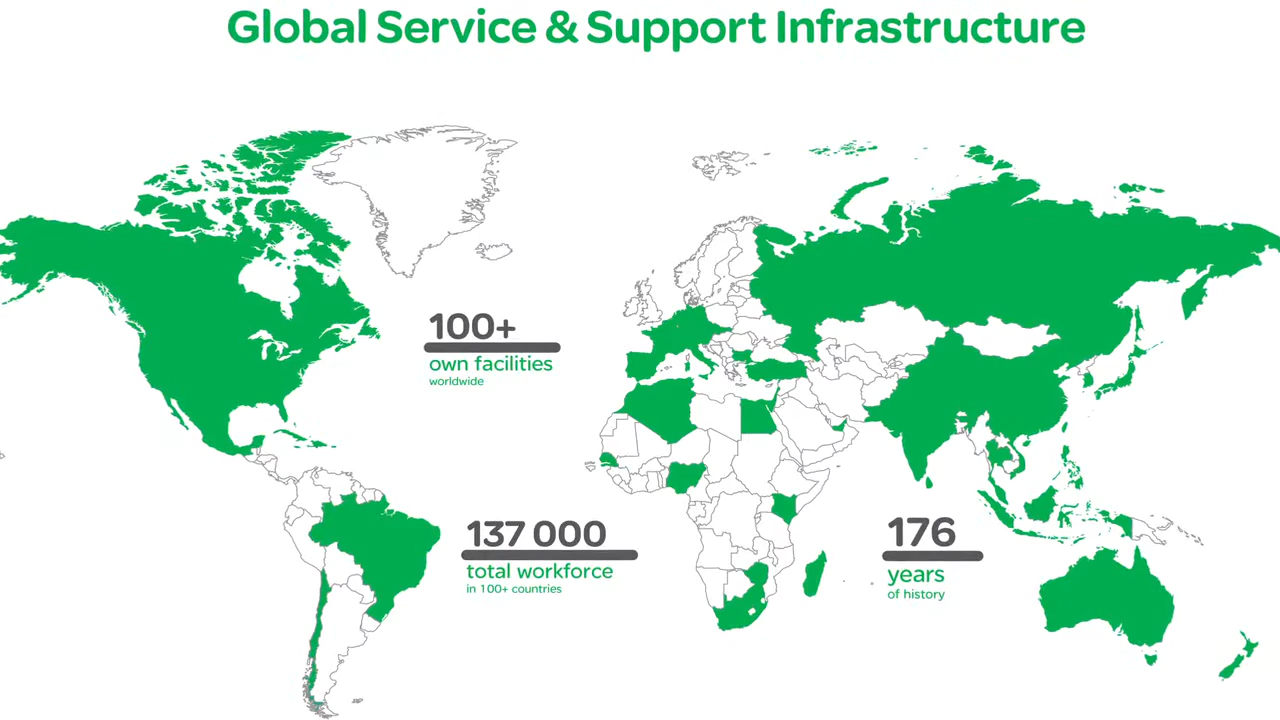 Global Service & Support Infrastructure
100+
own facilities
worldwide
137 000
total workforce
in 100+ countries
176
years
of history